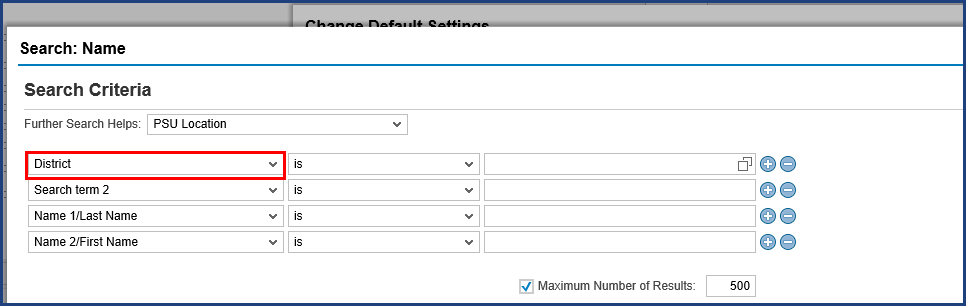 Change Default Settings
Search: Name
Search Criteria
Further Search Helps: PSU Location
District is
Search term 2 is
Name 1/Last Name is
Name 2/First Name is
Maximum Number of Results: 500